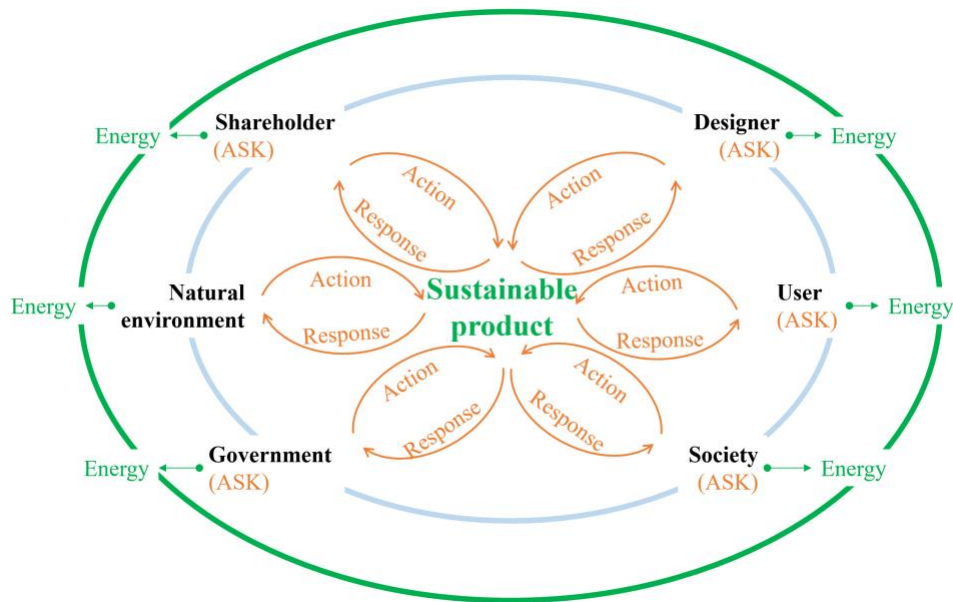 Shareholder
(ASK)
Energy
Designer
(ASK)
Energy
Action
Response
Action
Response
Natural
environment
Energy
Action
Response
Sustainable
product
Action
Response
User
(ASK)
Energy
Action
Response
Action
Response
Government
(ASK)
Energy
Society
(ASK)
Energy